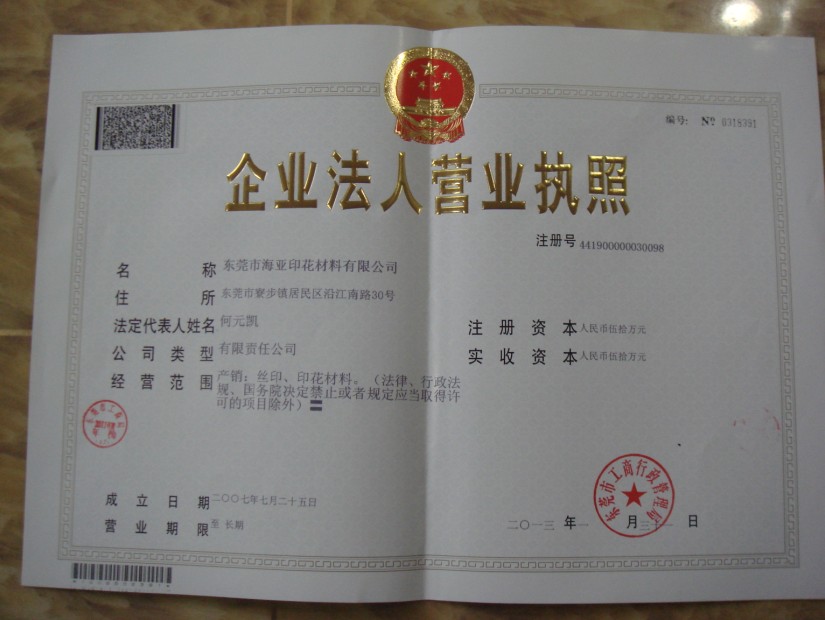 编号: Nº 0318391
企业法人营业执照
注册号 441900000030098
名称 东莞市海亚印花材料有限公司
住所 东莞市寮步镇居民区沿江南路30号
法定代表人姓名 何元凯
注册资本 人民币伍拾万元
公司类型 有限责任公司
实收资本 人民币伍拾万元
经营范围 产销：丝印、印花材料。（法律、行政法
规、国务院决定禁止或者规定应当取得许
可的项目除外）
东莞市工商行政管理局
成立日期 二〇〇七年七月二十五日
营业期限 至 长期
二〇一三 年 一 月 三十一 日